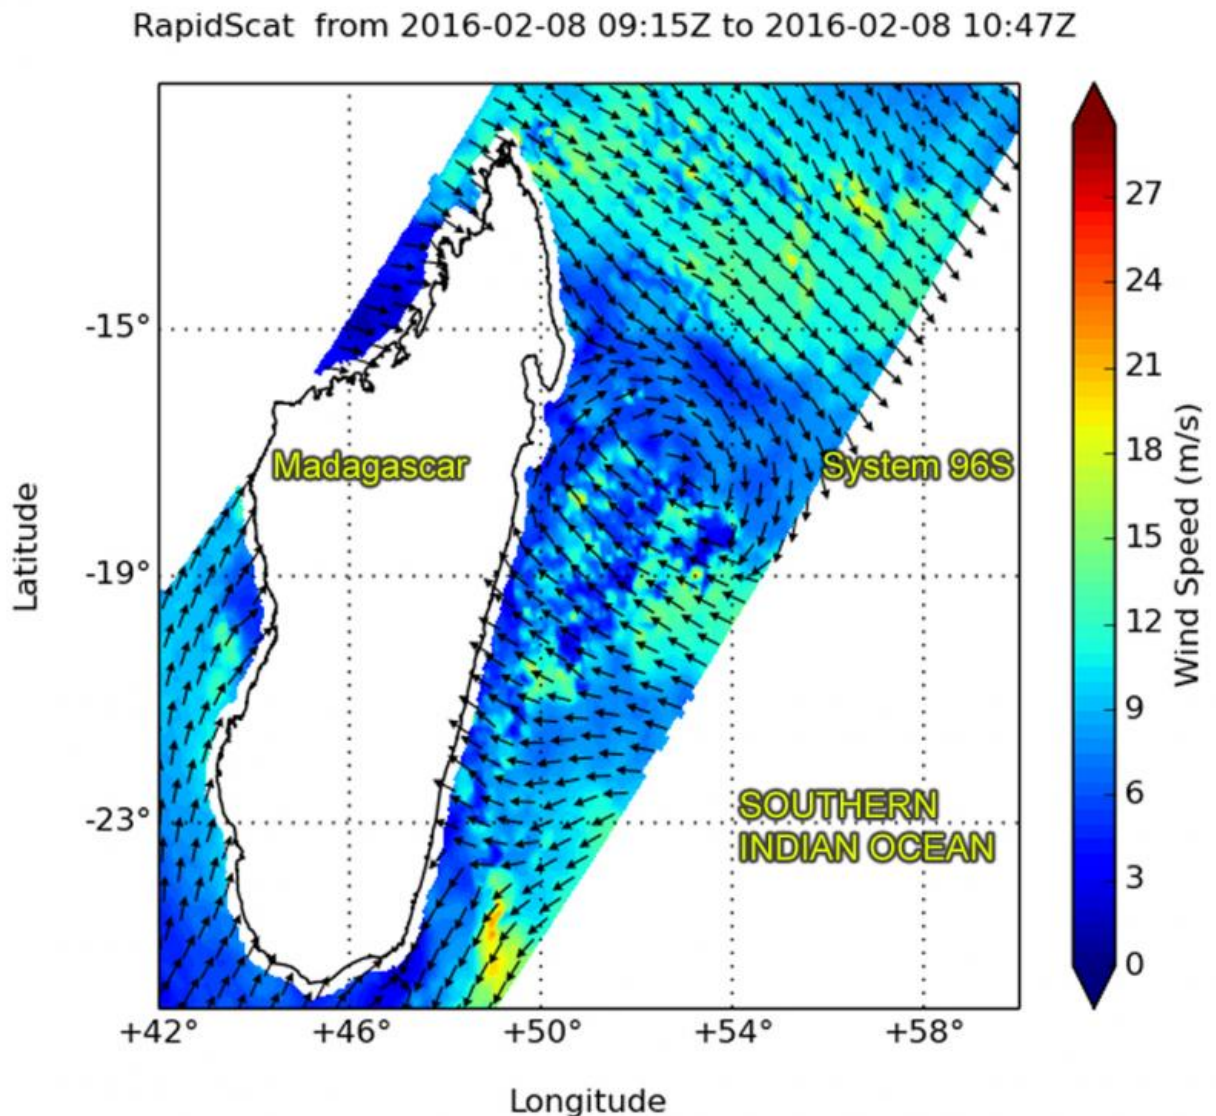 RapidScat from 2016-02-08 09:15Z to 2016-02-08 10:47Z
27
24
-15°
21
Madagascar
System 96S
18
15
-19°
12
9
SOUTHERN
INDIAN OCEAN
6
-23°
3
0
+42°
+46°
+50°
+54°
+58°
Longitude
Latitude
Wind Speed (m/s)